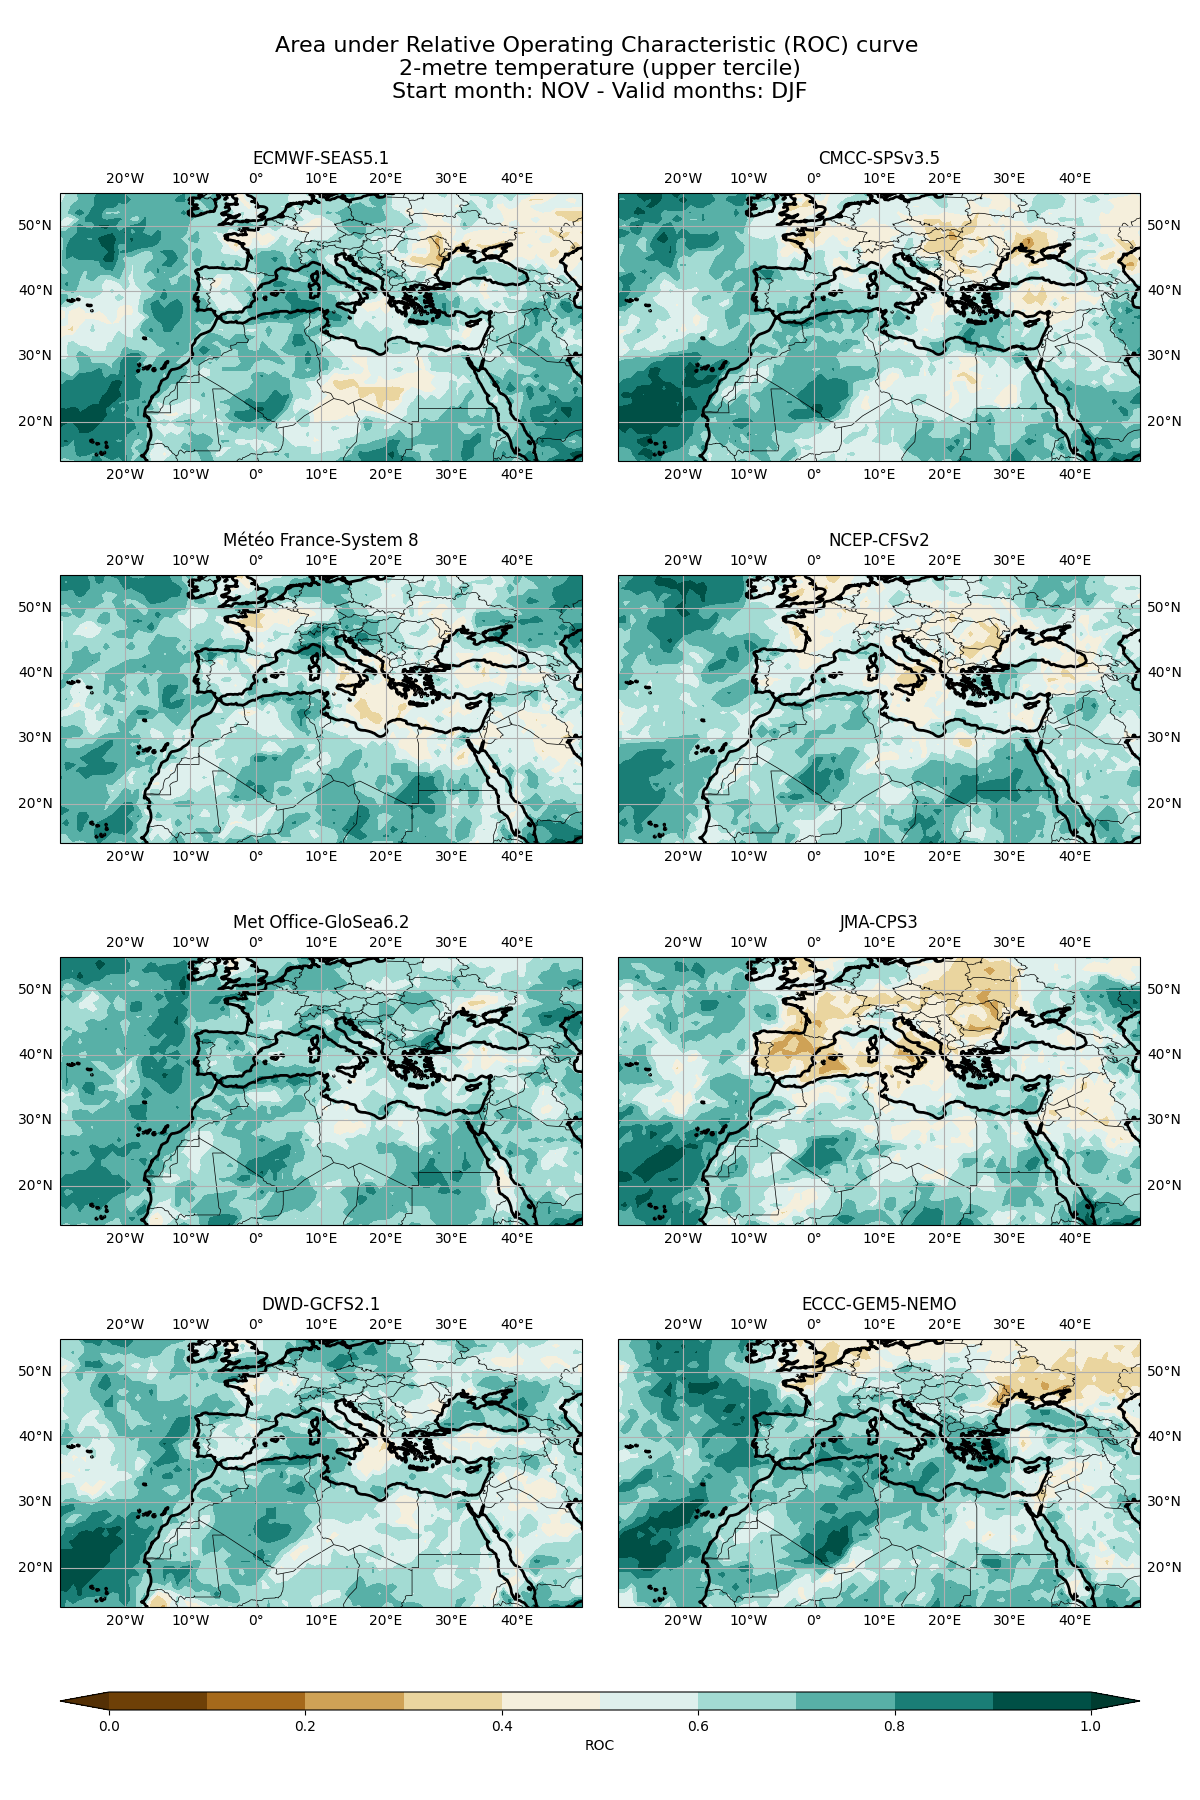 Area under Relative Operating Characteristic (ROC) curve
2-metre temperature (upper tercile)
Start month: NOV - Valid months: DJF
ECMWF-SEAS5.1
20°W 10°W 0° 10°E 20°E 30°E 40°E
50°N
40°N
30°N
20°N
20°W 10°W 0° 10°E 20°E 30°E 40°E
CMCC-SPSv3.5
20°W 10°W 0° 10°E 20°E 30°E 40°E
50°N
40°N
30°N
20°N
20°W 10°W 0° 10°E 20°E 30°E 40°E
Météo France-System 8
20°W 10°W 0° 10°E 20°E 30°E 40°E
50°N
40°N
30°N
20°N
20°W 10°W 0° 10°E 20°E 30°E 40°E
NCEP-CFSv2
20°W 10°W 0° 10°E 20°E 30°E 40°E
50°N
40°N
30°N
20°N
20°W 10°W 0° 10°E 20°E 30°E 40°E
Met Office-GloSea6.2
20°W 10°W 0° 10°E 20°E 30°E 40°E
50°N
40°N
30°N
20°N
20°W 10°W 0° 10°E 20°E 30°E 40°E
JMA-CPS3
20°W 10°W 0° 10°E 20°E 30°E 40°E
50°N
40°N
30°N
20°N
20°W 10°W 0° 10°E 20°E 30°E 40°E
DWD-GCFS2.1
20°W 10°W 0° 10°E 20°E 30°E 40°E
50°N
40°N
30°N
20°N
20°W 10°W 0° 10°E 20°E 30°E 40°E
ECCC-GEM5-NEMO
20°W 10°W 0° 10°E 20°E 30°E 40°E
50°N
40°N
30°N
20°N
20°W 10°W 0° 10°E 20°E 30°E 40°E
0.0 0.2 0.4 0.6 0.8 1.0
ROC